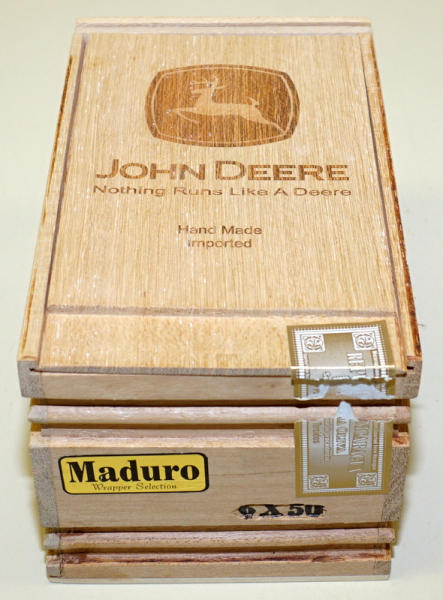 JOHN DEERE
Nothing Runs Like A Deere
Hand Made
Imported
Maduro
Wrapper Selection
6 X 50